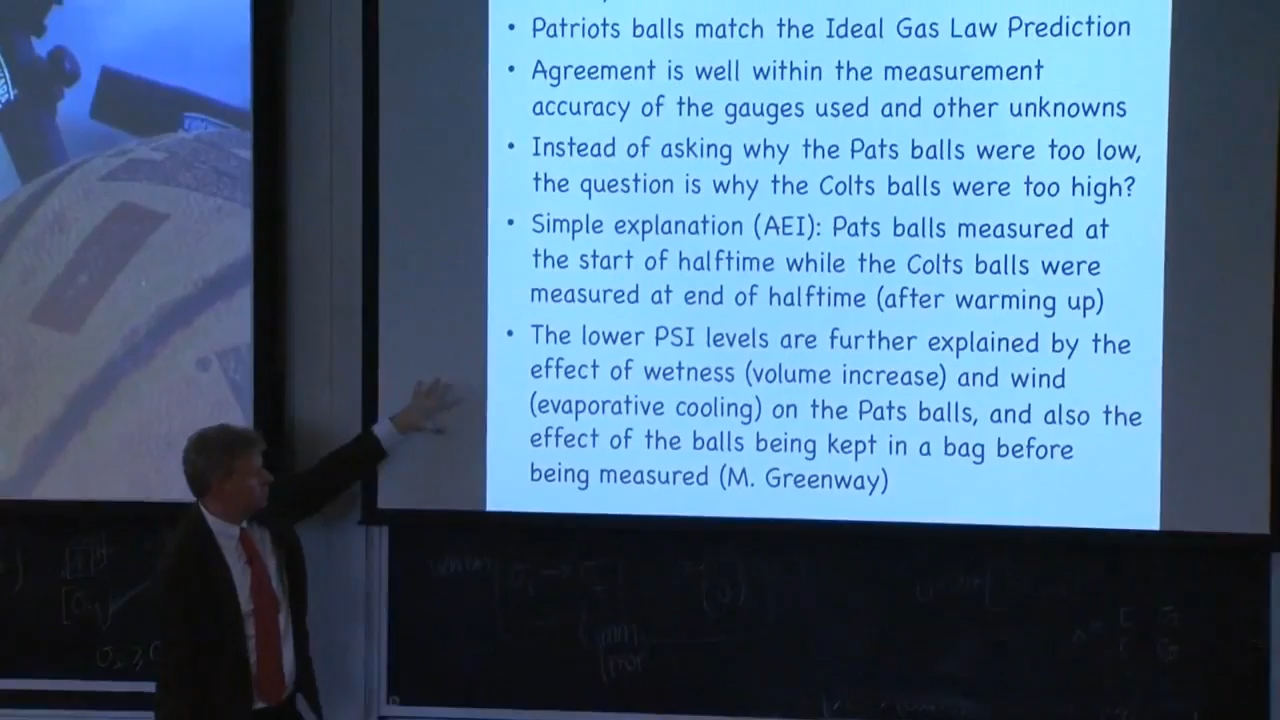 • Patriots balls match the Ideal Gas Law Prediction
• Agreement is well within the measurement
accuracy of the gauges used and other unknowns
• Instead of asking why the Pats balls were too low,
the question is why the Colts balls were too high?
• Simple explanation (AEI): Pats balls measured at
the start of halftime while the Colts balls were
measured at end of halftime (after warming up)
• The lower PSI levels are further explained by the
effect of wetness (volume increase) and wind
(evaporative cooling) on the Pats balls, and also the
effect of the balls being kept in a bag before
being measured (M. Greenway)